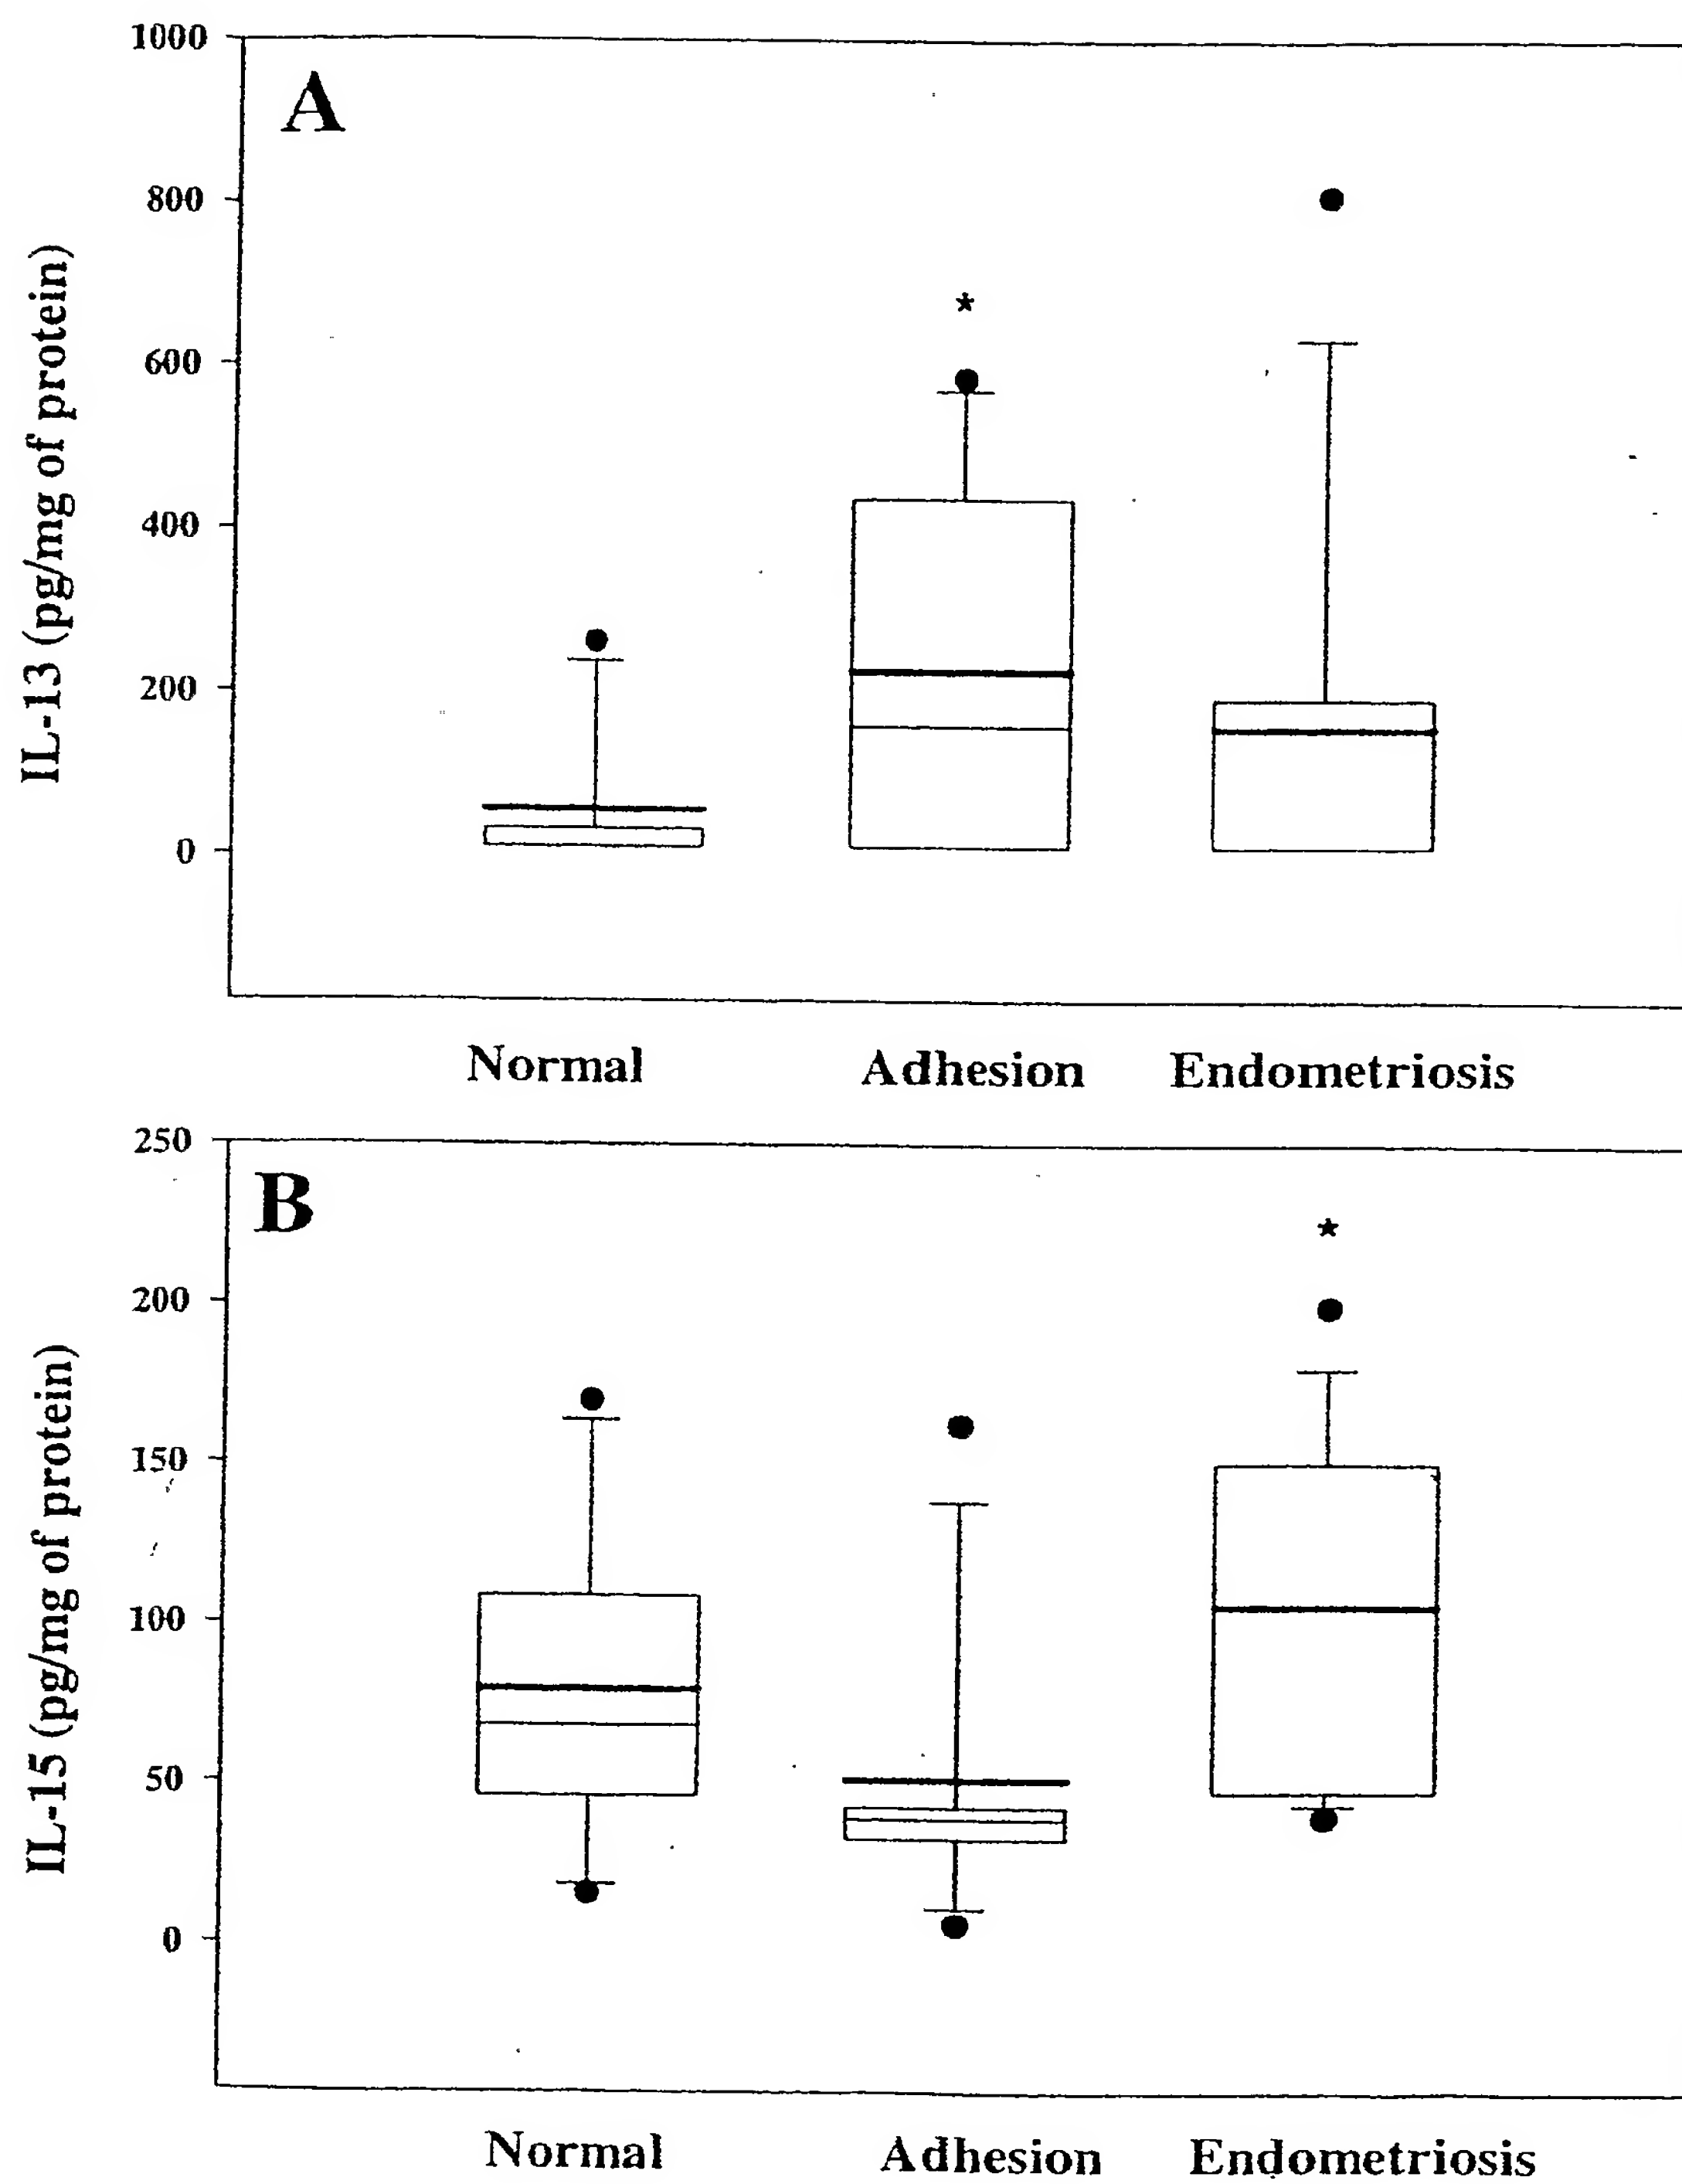 1000
A
800
600
400
200
0
IL-13 (pg/mg of protein)
Normal Adhesion Endometriosis
250
B
200
150
100
50
0
IL-15 (pg/mg of protein)
Normal Adhesion Endometriosis